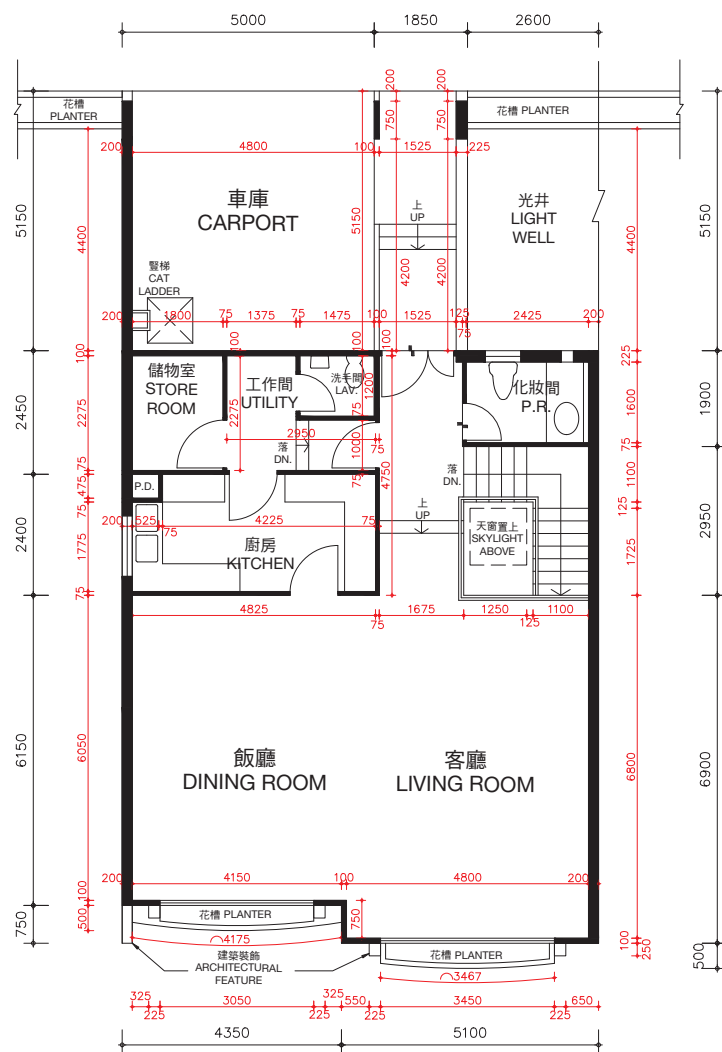 5000
1850
2600
花槽
PLANTER
花槽 PLANTER
200
750
200
750
200
4800
100
1525
225
車庫
CARPORT
上
UP
光井
LIGHT
WELL
5150
4400
5150
4200
4200
4400
5150
豎梯
CAT
LADDER
200
1800
75
1375
75
1475
100
1525
125
75
2425
200
100
100
100
100
225
儲物室
STORE
ROOM
工作間
UTILITY
洗手間
LAV.
化妝間
P.R.
2450
2275
2275
1200
75
1600
1900
2950
75
落
DN.
落
DN.
1000
75
4750
75
75
475
1100
P.D.
上
UP
天窗置上
SKYLIGHT
ABOVE
75
125
200
525
75
4225
75
廚房
KITCHEN
2400
1775
1725
2950
75
4825
75
1675
1250
125
1100
6150
6050
飯廳
DINING ROOM
客廳
LIVING ROOM
6800
6900
200
4150
100
4800
200
100
750
500
花槽 PLANTER
750
4175
花槽 PLANTER
100
250
500
建築裝飾
ARCHITECTURAL
FEATURE
3467
325
225
3050
225
325
550
225
3450
225
650
4350
5100